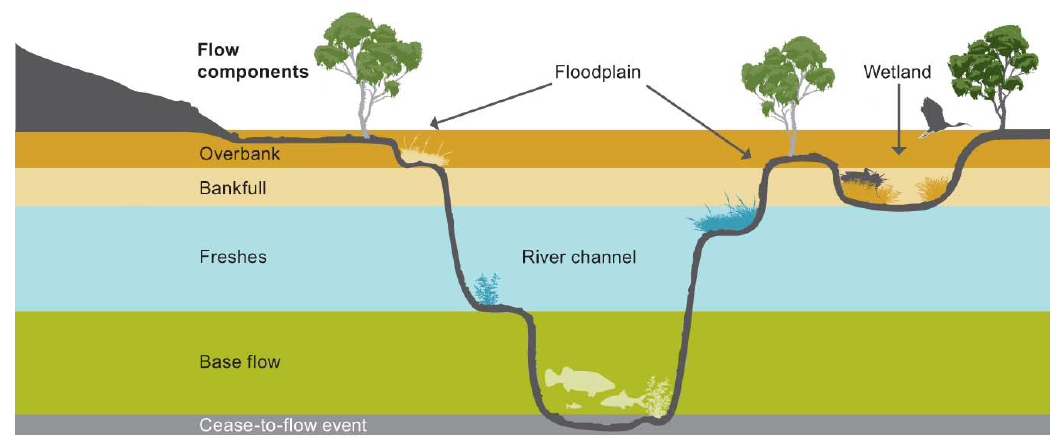 Flow
components
Floodplain
Wetland
Overbank
Bankfull
Freshes
River channel
Base flow
Cease-to-flow event